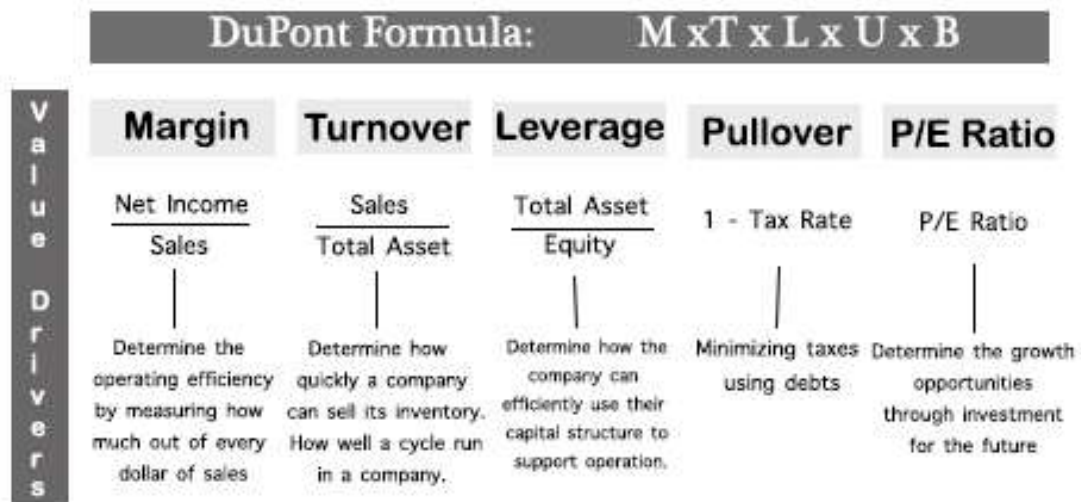 DuPont Formula: M xT x L x U x B
Value Drivers
Margin
Turnover
Leverage
Pullover
P/E Ratio
Net Income
Sales
Sales
Total Asset
Total Asset
Equity
1 - Tax Rate
P/E Ratio
Determine the
operating efficiency
by measuring how
much out of every
dollar of sales
Determine how
quickly a company
can sell its inventory.
How well a cycle run
in a company.
Determine how the
company can
efficiently use their
capital structure to
support operation.
Minimizing taxes
using debts
Determine the growth
opportunities
through investment
for the future